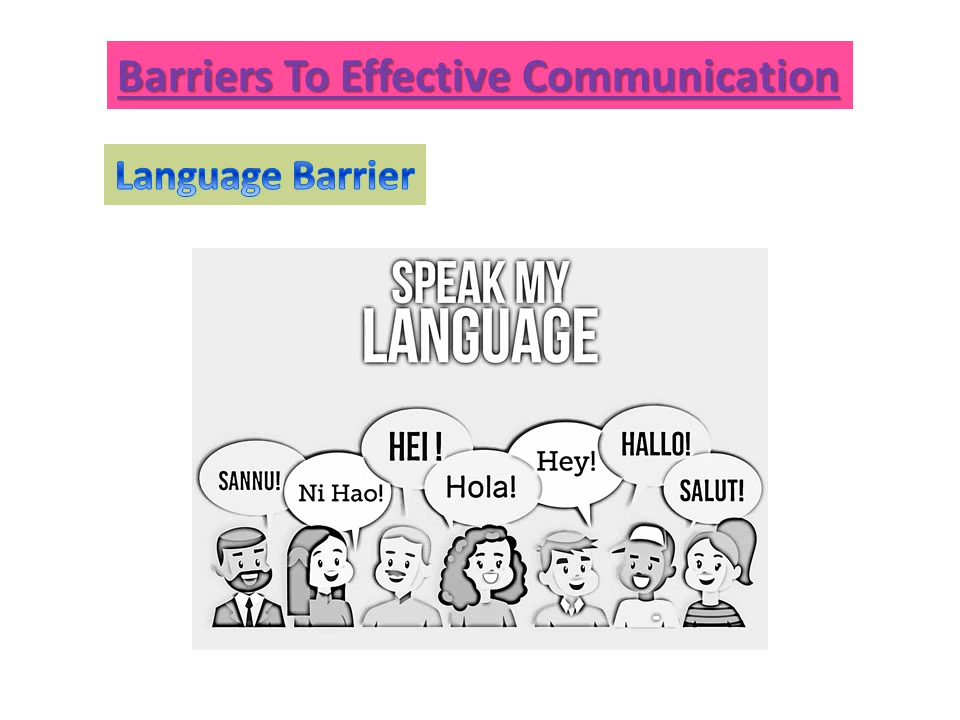 Barriers To Effective Communication
Language Barrier
SPEAK MY
LANGUAGE
SANNU!
Ni Hao!
HEI !
Hola!
Hey!
HALLO!
SALUT!